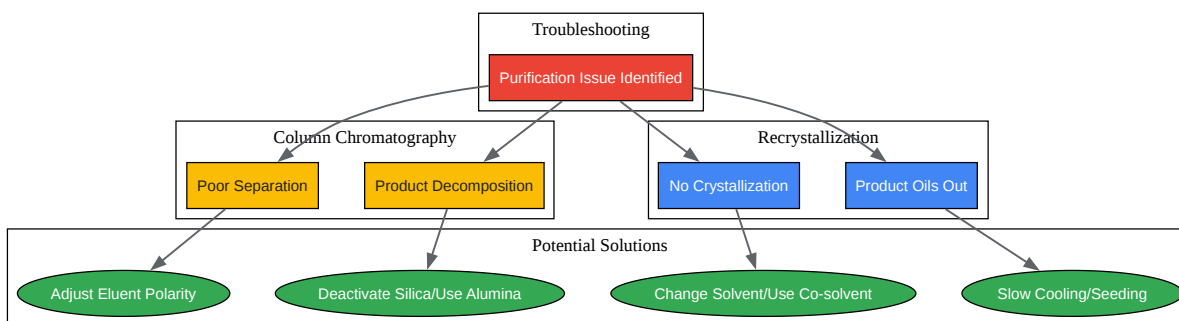 Troubleshooting
Purification Issue Identified
Column Chromatography
Recrystallization
Poor Separation
Product Decomposition
No Crystallization
Product Oils Out
Potential Solutions
Adjust Eluent Polarity
Deactivate Silica/Use Alumina
Change Solvent/Use Co-solvent
Slow Cooling/Seeding